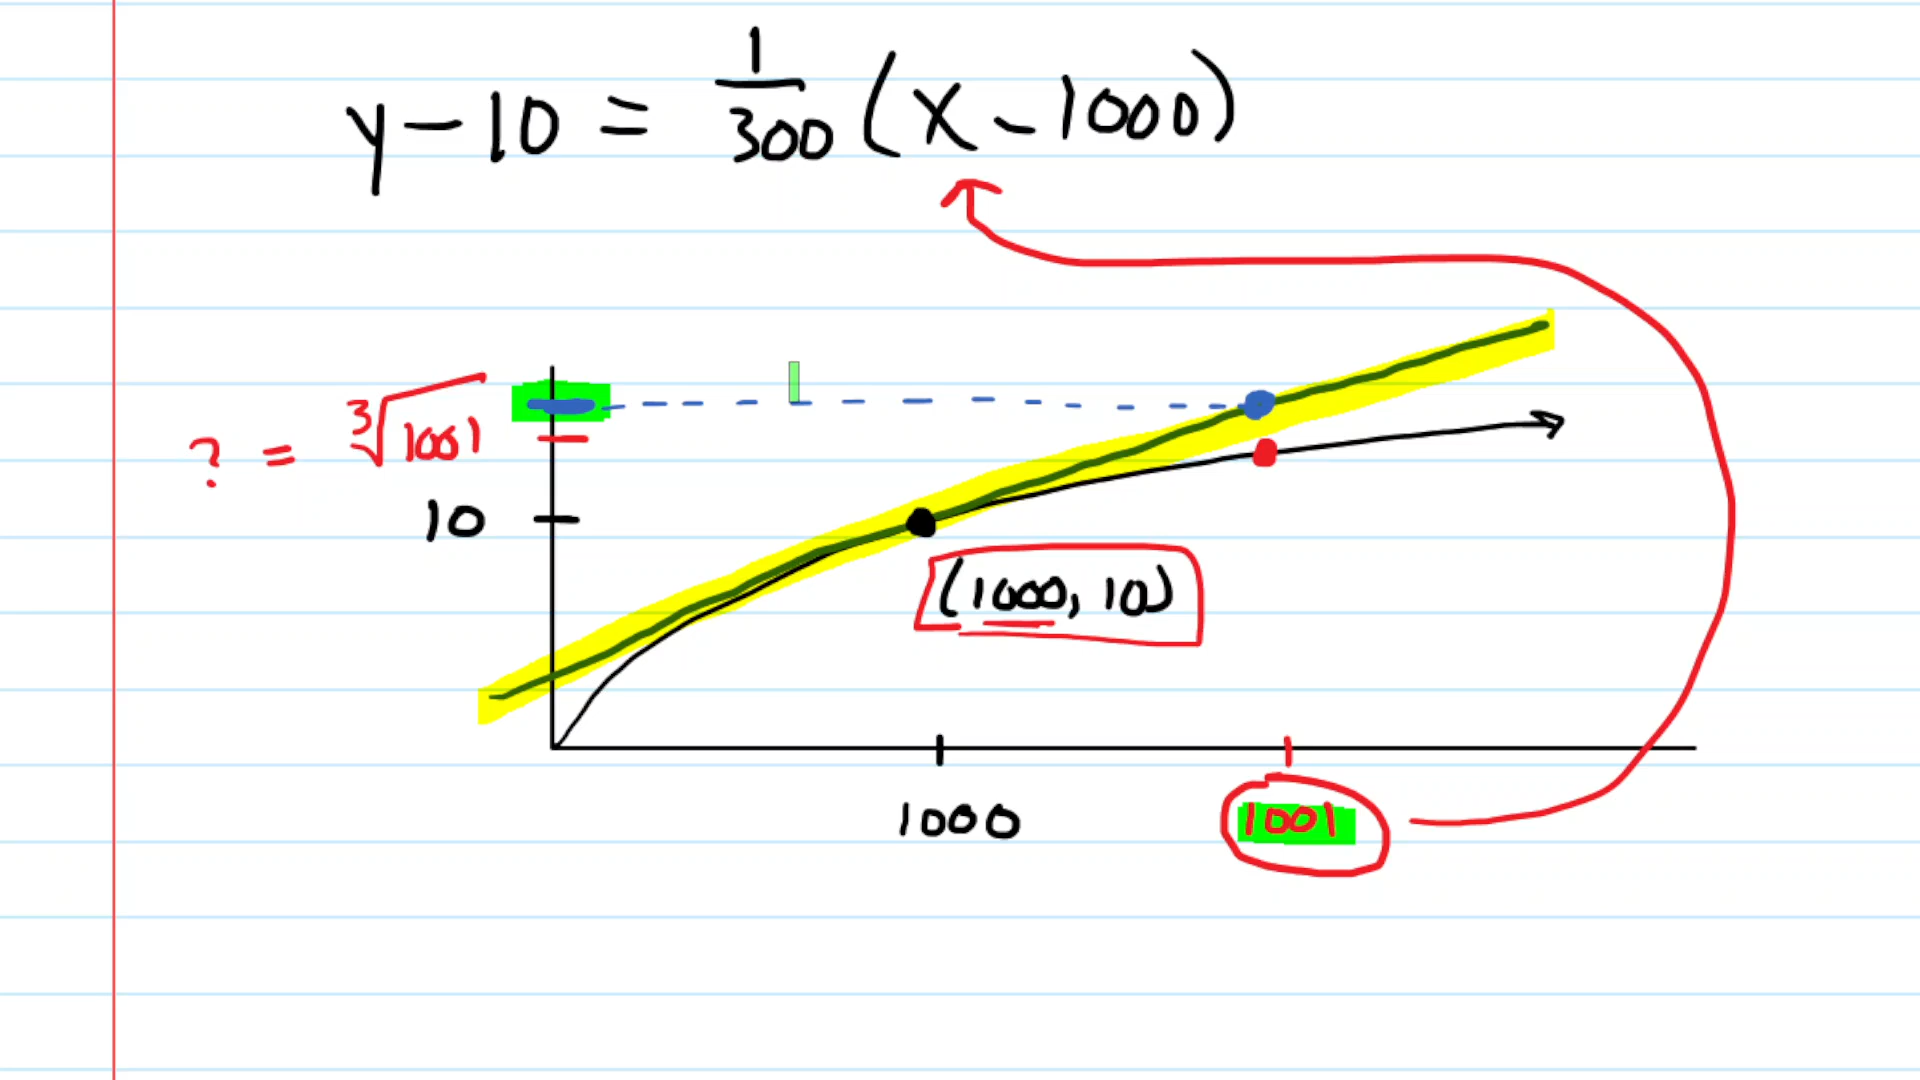 y - 10 = 1/300 (x - 1000)
? = ∛1001
10
(1000, 10)
1000
1001